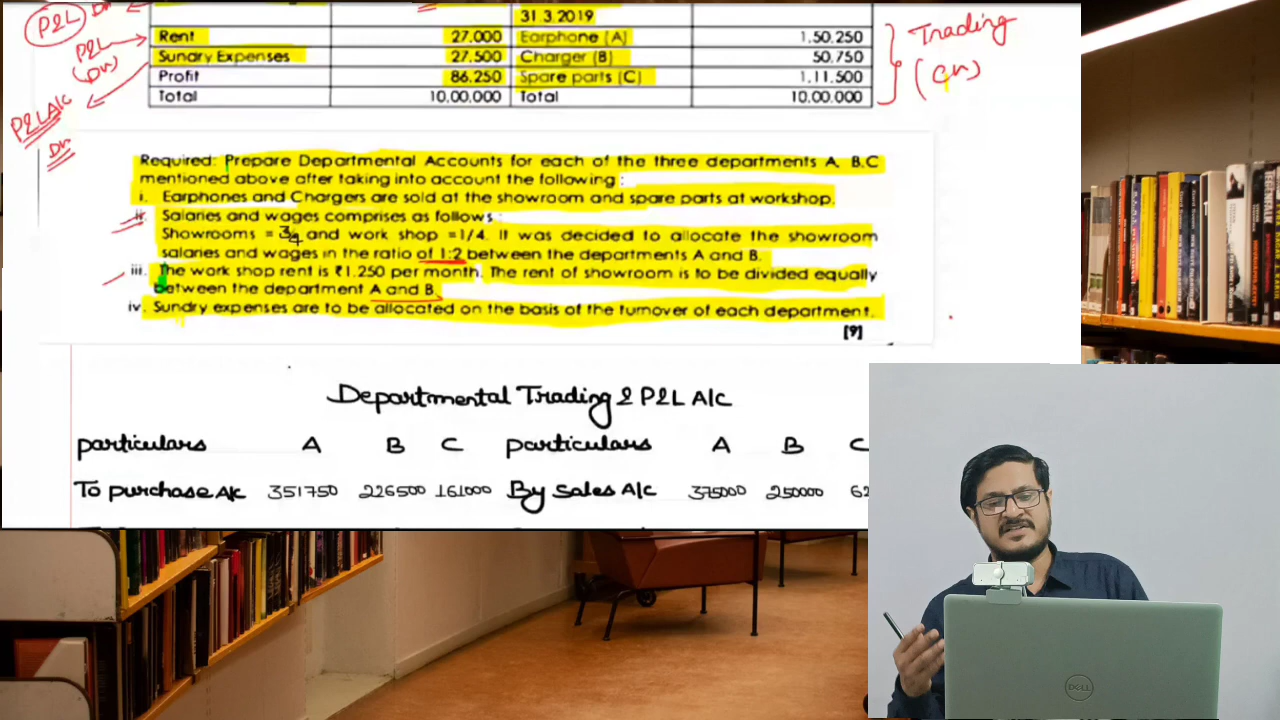 P&L Dr
31.3.2019
Rent 27.000 Earphone (A) 1.50.250
Sundry Expenses 27.500 Charger (B) 50.750
Profit 86.250 Spare parts (C) 1.11.500
Total 10.00.000 Total 10.00.000
P&L
(Dr)
P&L A/c
Dr
Trading
(Cr)
Required: Prepare Departmental Accounts for each of the three departments A. B.C
mentioned above after taking into account the following :
i. Earphones and Chargers are sold at the showroom and spare parts at workshop.
ii. Salaries and wages comprises as follows :
Showrooms = 3/4 and work shop =1/4. It was decided to allocate the showroom
salaries and wages in the ratio of 1:2 between the departments A and B.
iii. The work shop rent is ₹1.250 per month. The rent of showroom is to be divided equally
between the department A and B.
iv. Sundry expenses are to be allocated on the basis of the turnover of each department.
[9]
Departmental Trading & P&L A/c
particulars A B C particulars A B C
To purchase A/c 351750 226500 161000 By Sales A/c 375000 250000 62
DELL